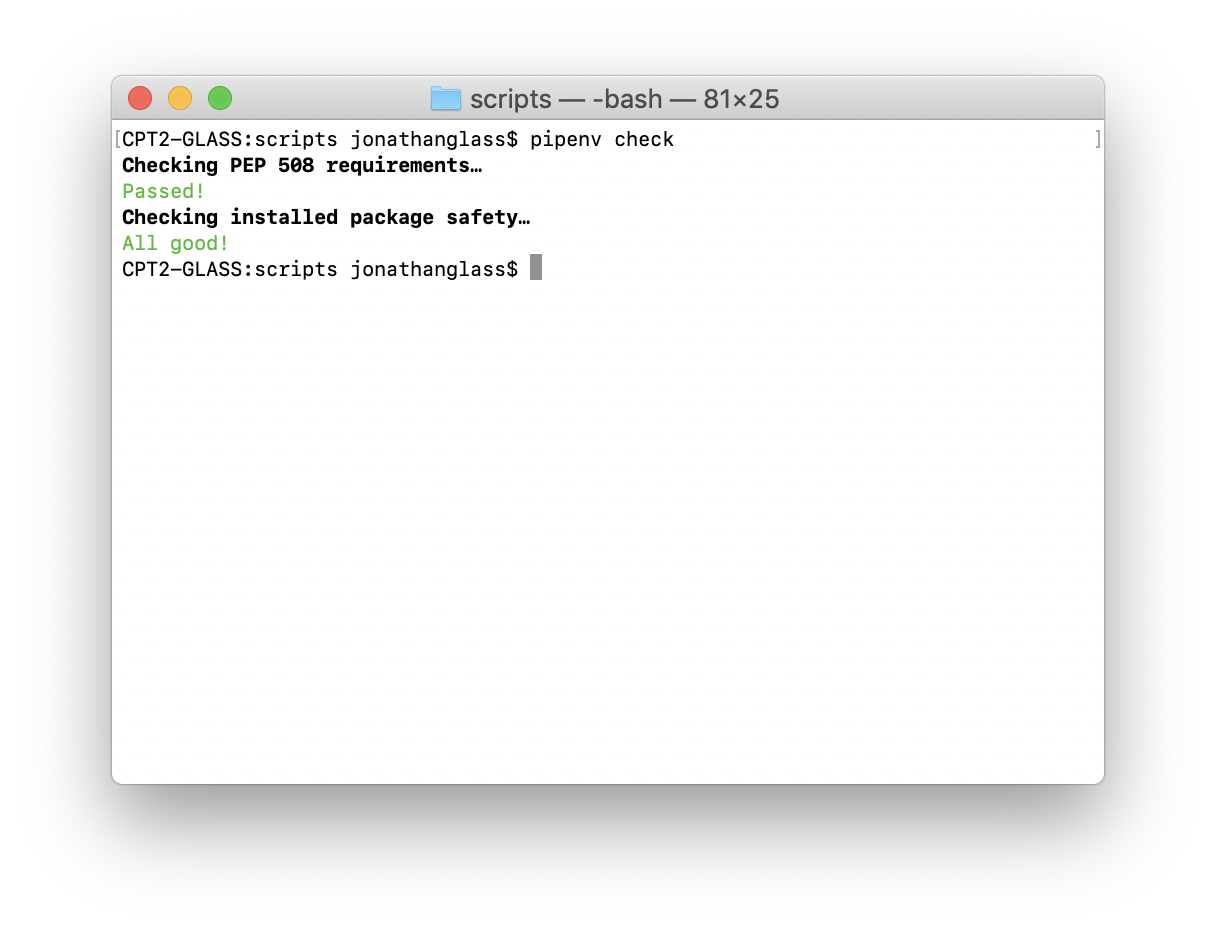 scripts — -bash — 81×25
[CPT2-GLASS:scripts jonathanglass$ pipenv check ]
Checking PEP 508 requirements…
Passed!
Checking installed package safety…
All good!
CPT2-GLASS:scripts jonathanglass$